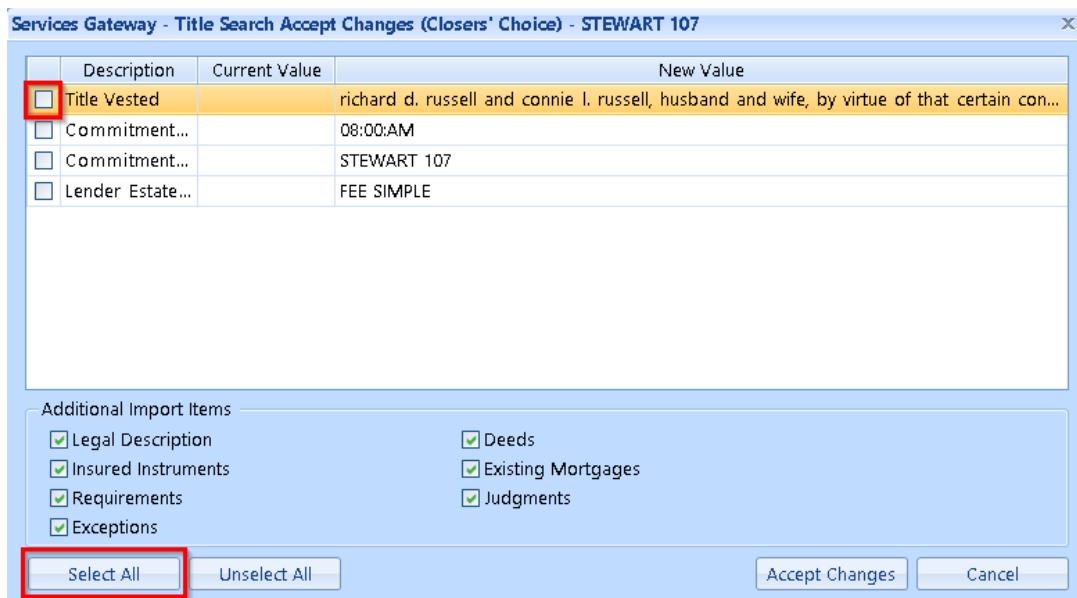 Services Gateway - Title Search Accept Changes (Closers' Choice) - STEWART 107 x
Description Current Value New Value
Title Vested richard d. russell and connie l. russell, husband and wife, by virtue of that certain con...
Commitment... 08:00:AM
Commitment... STEWART 107
Lender Estate... FEE SIMPLE
Additional Import Items
Legal Description Deeds
Insured Instruments Existing Mortgages
Requirements Judgments
Exceptions
Select All Unselect All Accept Changes Cancel